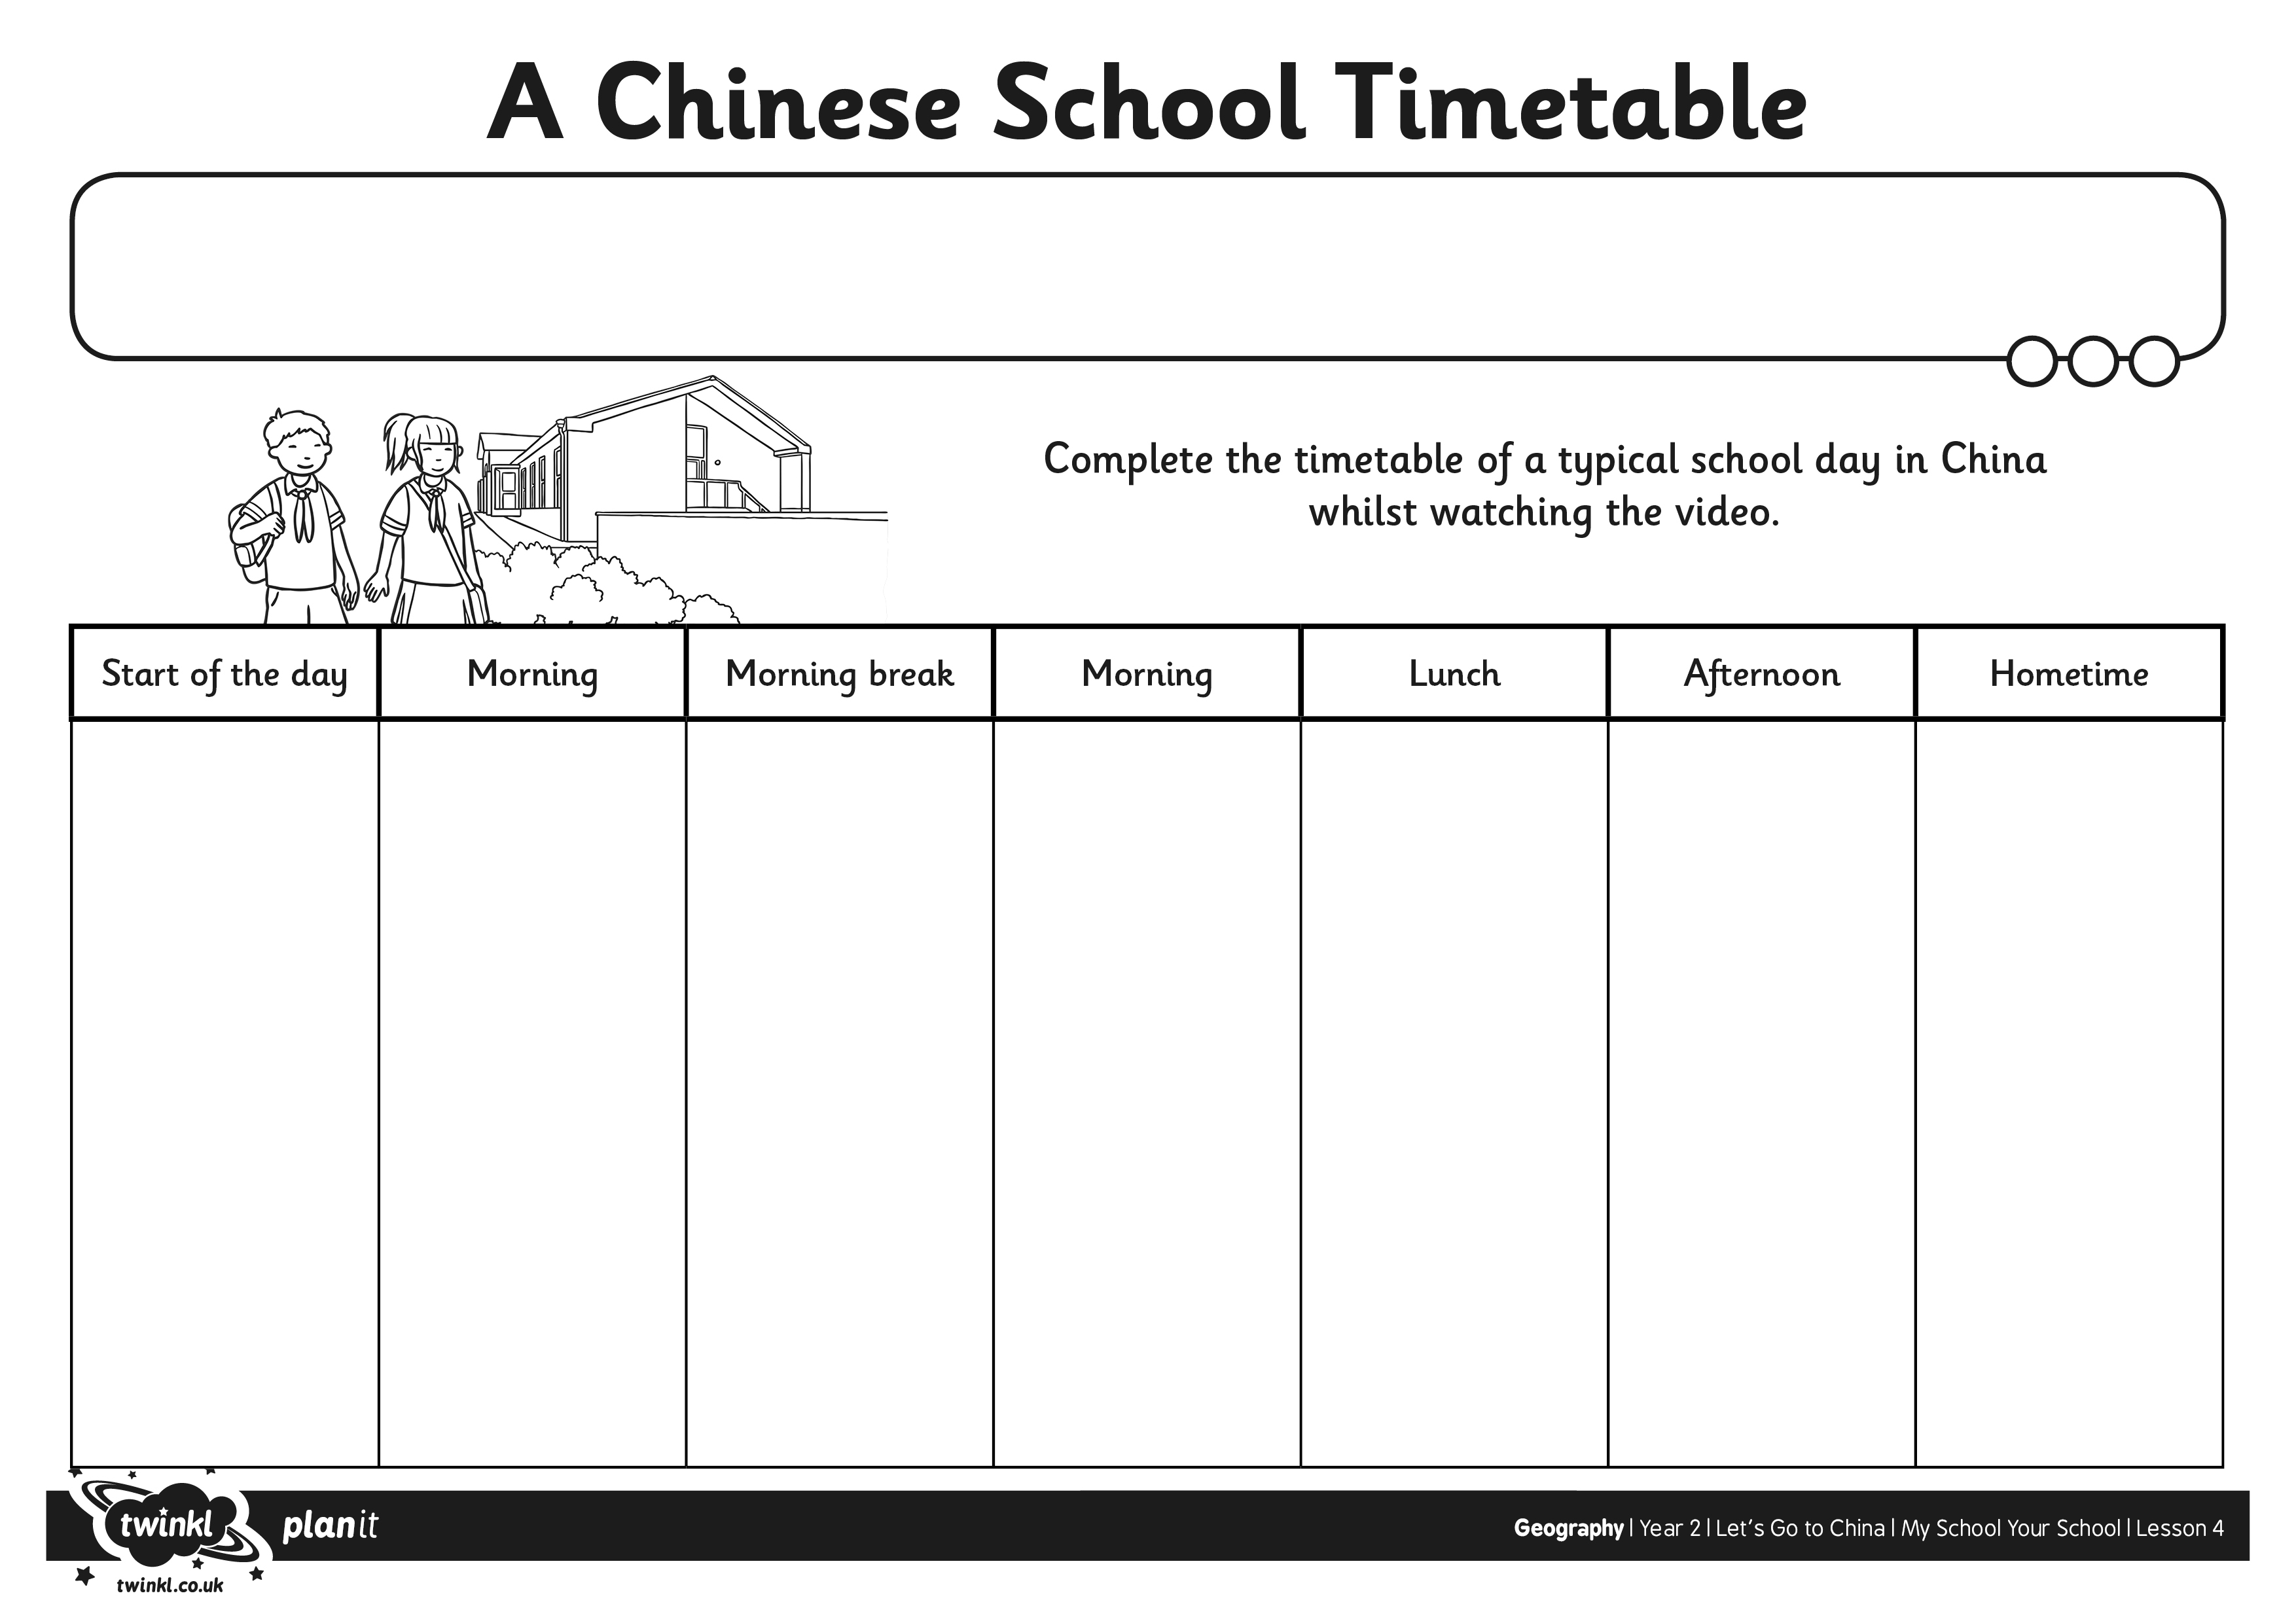 A Chinese School Timetable
Complete the timetable of a typical school day in China
whilst watching the video.
Start of the day
Morning
Morning break
Morning
Lunch
Afternoon
Hometime
twinkl
planit
Geography | Year 2 | Let's Go to China | My School Your School | Lesson 4
twinkl.co.uk